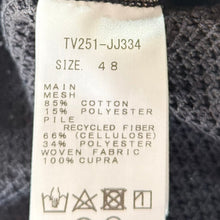 TV251-JJ334
SIZE. 48
MAIN
MESH
85% COTTON
15% POLYESTER
PILE
RECYCLED FIBER
66% (CELLULOSE)
34% POLYESTER
WOVEN FABRIC
100% CUPRA